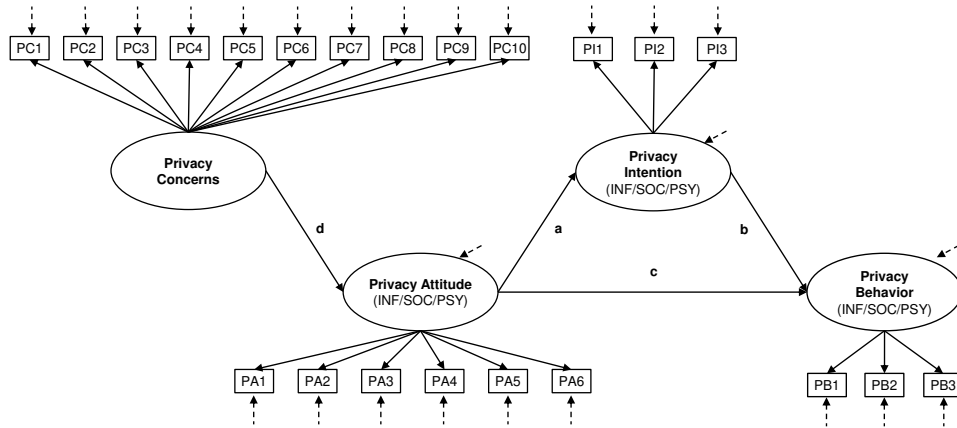 PC1 PC2 PC3 PC4 PC5 PC6 PC7 PC8 PC9 PC10
PI1 PI2 PI3
Privacy
Concerns
Privacy
Intention
(INF/SOC/PSY)
d
a
b
c
Privacy Attitude
(INF/SOC/PSY)
Privacy
Behavior
(INF/SOC/PSY)
PA1 PA2 PA3 PA4 PA5 PA6
PB1 PB2 PB3